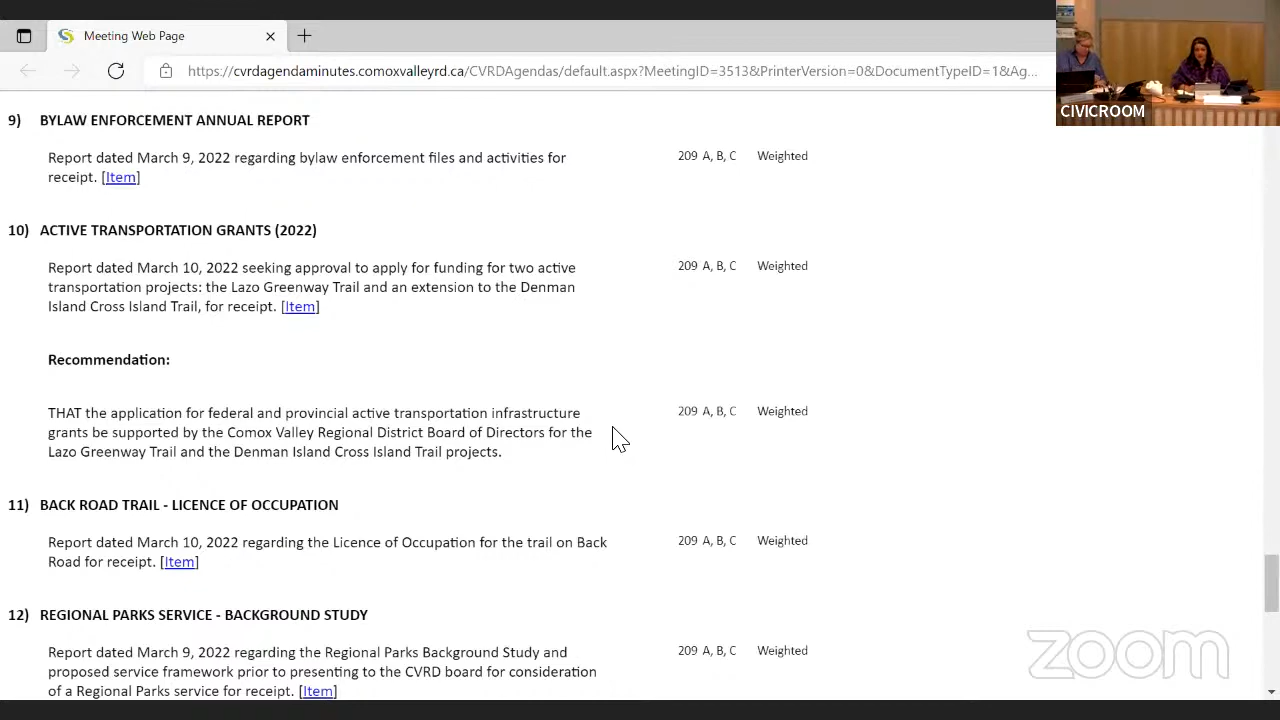 Meeting Web Page
https://cvrdagendaminutes.comoxvalleyrd.ca/CVRDAgendas/default.aspx?MeetingID=3513&PrinterVersion=0&DocumentTypeID=1&Ag...
CIVICROOM
9) BYLAW ENFORCEMENT ANNUAL REPORT
Report dated March 9, 2022 regarding bylaw enforcement files and activities for 209 A, B, C Weighted
receipt. [Item]
10) ACTIVE TRANSPORTATION GRANTS (2022)
Report dated March 10, 2022 seeking approval to apply for funding for two active 209 A, B, C Weighted
transportation projects: the Lazo Greenway Trail and an extension to the Denman
Island Cross Island Trail, for receipt. [Item]
Recommendation:
THAT the application for federal and provincial active transportation infrastructure 209 A, B, C Weighted
grants be supported by the Comox Valley Regional District Board of Directors for the
Lazo Greenway Trail and the Denman Island Cross Island Trail projects.
11) BACK ROAD TRAIL - LICENCE OF OCCUPATION
Report dated March 10, 2022 regarding the Licence of Occupation for the trail on Back 209 A, B, C Weighted
Road for receipt. [Item]
12) REGIONAL PARKS SERVICE - BACKGROUND STUDY
Report dated March 9, 2022 regarding the Regional Parks Background Study and 209 A, B, C Weighted
proposed service framework prior to presenting to the CVRD board for consideration
of a Regional Parks service for receipt. [Item]
zoom